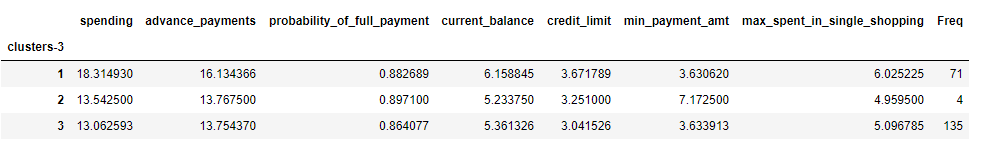 spending advance_payments probability_of_full_payment current_balance credit_limit min_payment_amt max_spent_in_single_shopping Freq
clusters-3
1 18.314930 16.134366 0.882689 6.158845 3.671789 3.630620 6.025225 71
2 13.542500 13.767500 0.897100 5.233750 3.251000 7.172500 4.959500 4
3 13.062593 13.754370 0.864077 5.361326 3.041526 3.633913 5.096785 135